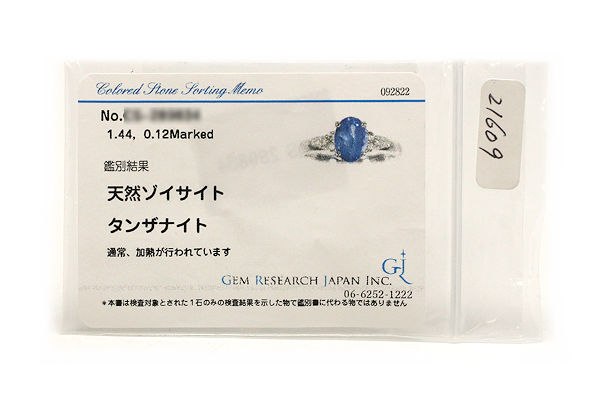 Colored Stone Sorting Memo
092822
No.
1.44, 0.12Marked
鑑別結果
天然ゾイサイト
タンザナイト
通常、加熱が行われています
GJ
GEM RESEARCH JAPAN INC.
06-6252-1222
*本書は検査対象とされた1石のみの検査結果を示した物で鑑別書に代わる物ではありません
21609